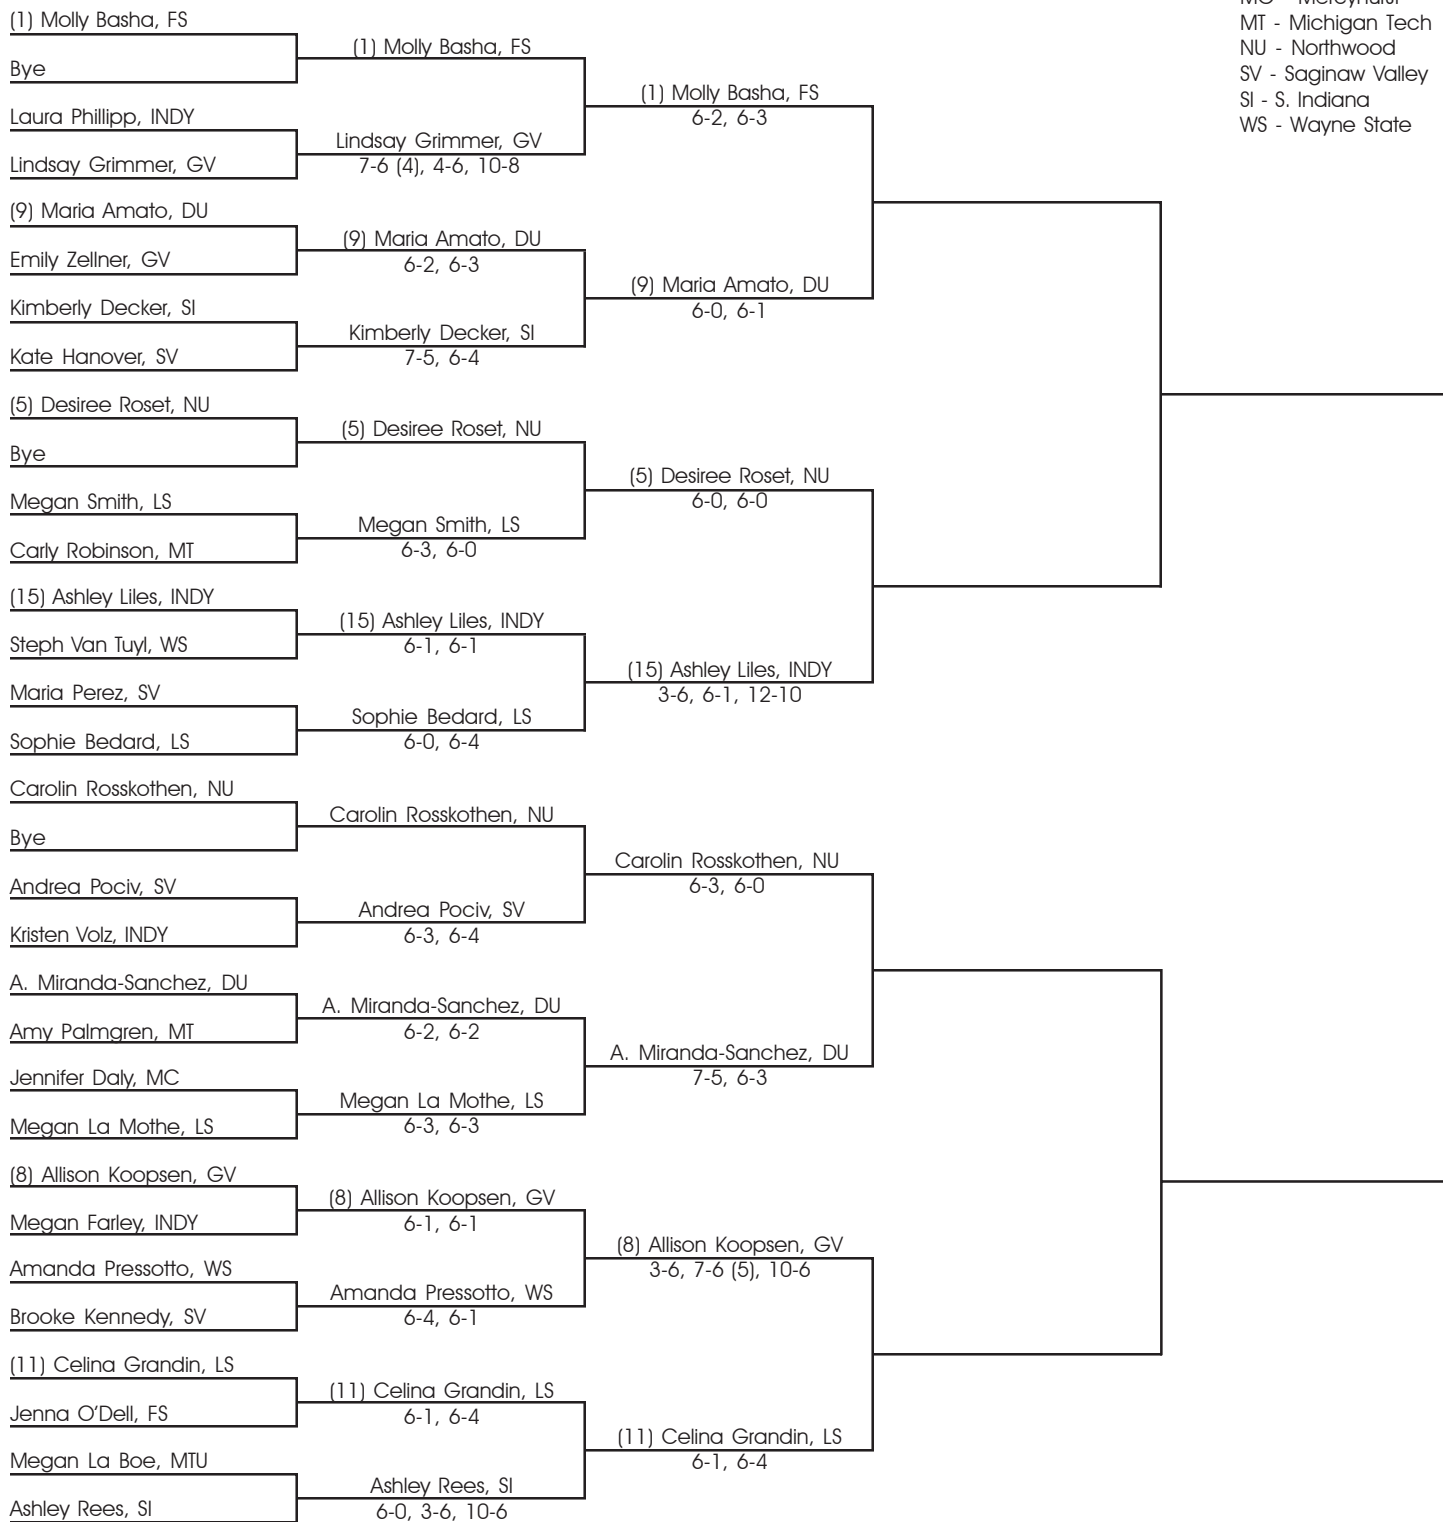 (1) Molly Basha, FS
Bye
Laura Phillipp, INDY
Lindsay Grimmer, GV
(9) Maria Amato, DU
Emily Zellner, GV
Kimberly Decker, SI
Kate Hanover, SV
(5) Desiree Roset, NU
Bye
Megan Smith, LS
Carly Robinson, MT
(15) Ashley Liles, INDY
Steph Van Tuyl, WS
Maria Perez, SV
Sophie Bedard, LS
Carolin Rosskothen, NU
Bye
Andrea Pociv, SV
Kristen Volz, INDY
A. Miranda-Sanchez, DU
Amy Palmgren, MT
Jennifer Daly, MC
Megan La Mothe, LS
(8) Allison Koopsen, GV
Megan Farley, INDY
Amanda Pressotto, WS
Brooke Kennedy, SV
(11) Celina Grandin, LS
Jenna O'Dell, FS
Megan La Boe, MTU
Ashley Rees, SI
(1) Molly Basha, FS
Lindsay Grimmer, GV
7-6 (4), 4-6, 10-8
(9) Maria Amato, DU
6-2, 6-3
Kimberly Decker, SI
7-5, 6-4
(5) Desiree Roset, NU
Megan Smith, LS
6-3, 6-0
(15) Ashley Liles, INDY
6-1, 6-1
Sophie Bedard, LS
6-0, 6-4
Carolin Rosskothen, NU
Andrea Pociv, SV
6-3, 6-4
A. Miranda-Sanchez, DU
6-2, 6-2
Megan La Mothe, LS
6-3, 6-3
(8) Allison Koopsen, GV
6-1, 6-1
Amanda Pressotto, WS
6-4, 6-1
(11) Celina Grandin, LS
6-1, 6-4
Ashley Rees, SI
6-0, 3-6, 10-6
(1) Molly Basha, FS
6-2, 6-3
(9) Maria Amato, DU
6-0, 6-1
(5) Desiree Roset, NU
6-0, 6-0
(15) Ashley Liles, INDY
3-6, 6-1, 12-10
Carolin Rosskothen, NU
6-3, 6-0
A. Miranda-Sanchez, DU
7-5, 6-3
(8) Allison Koopsen, GV
3-6, 7-6 (5), 10-6
(11) Celina Grandin, LS
6-1, 6-4
MT - Michigan Tech
NU - Northwood
SV - Saginaw Valley
SI - S. Indiana
WS - Wayne State